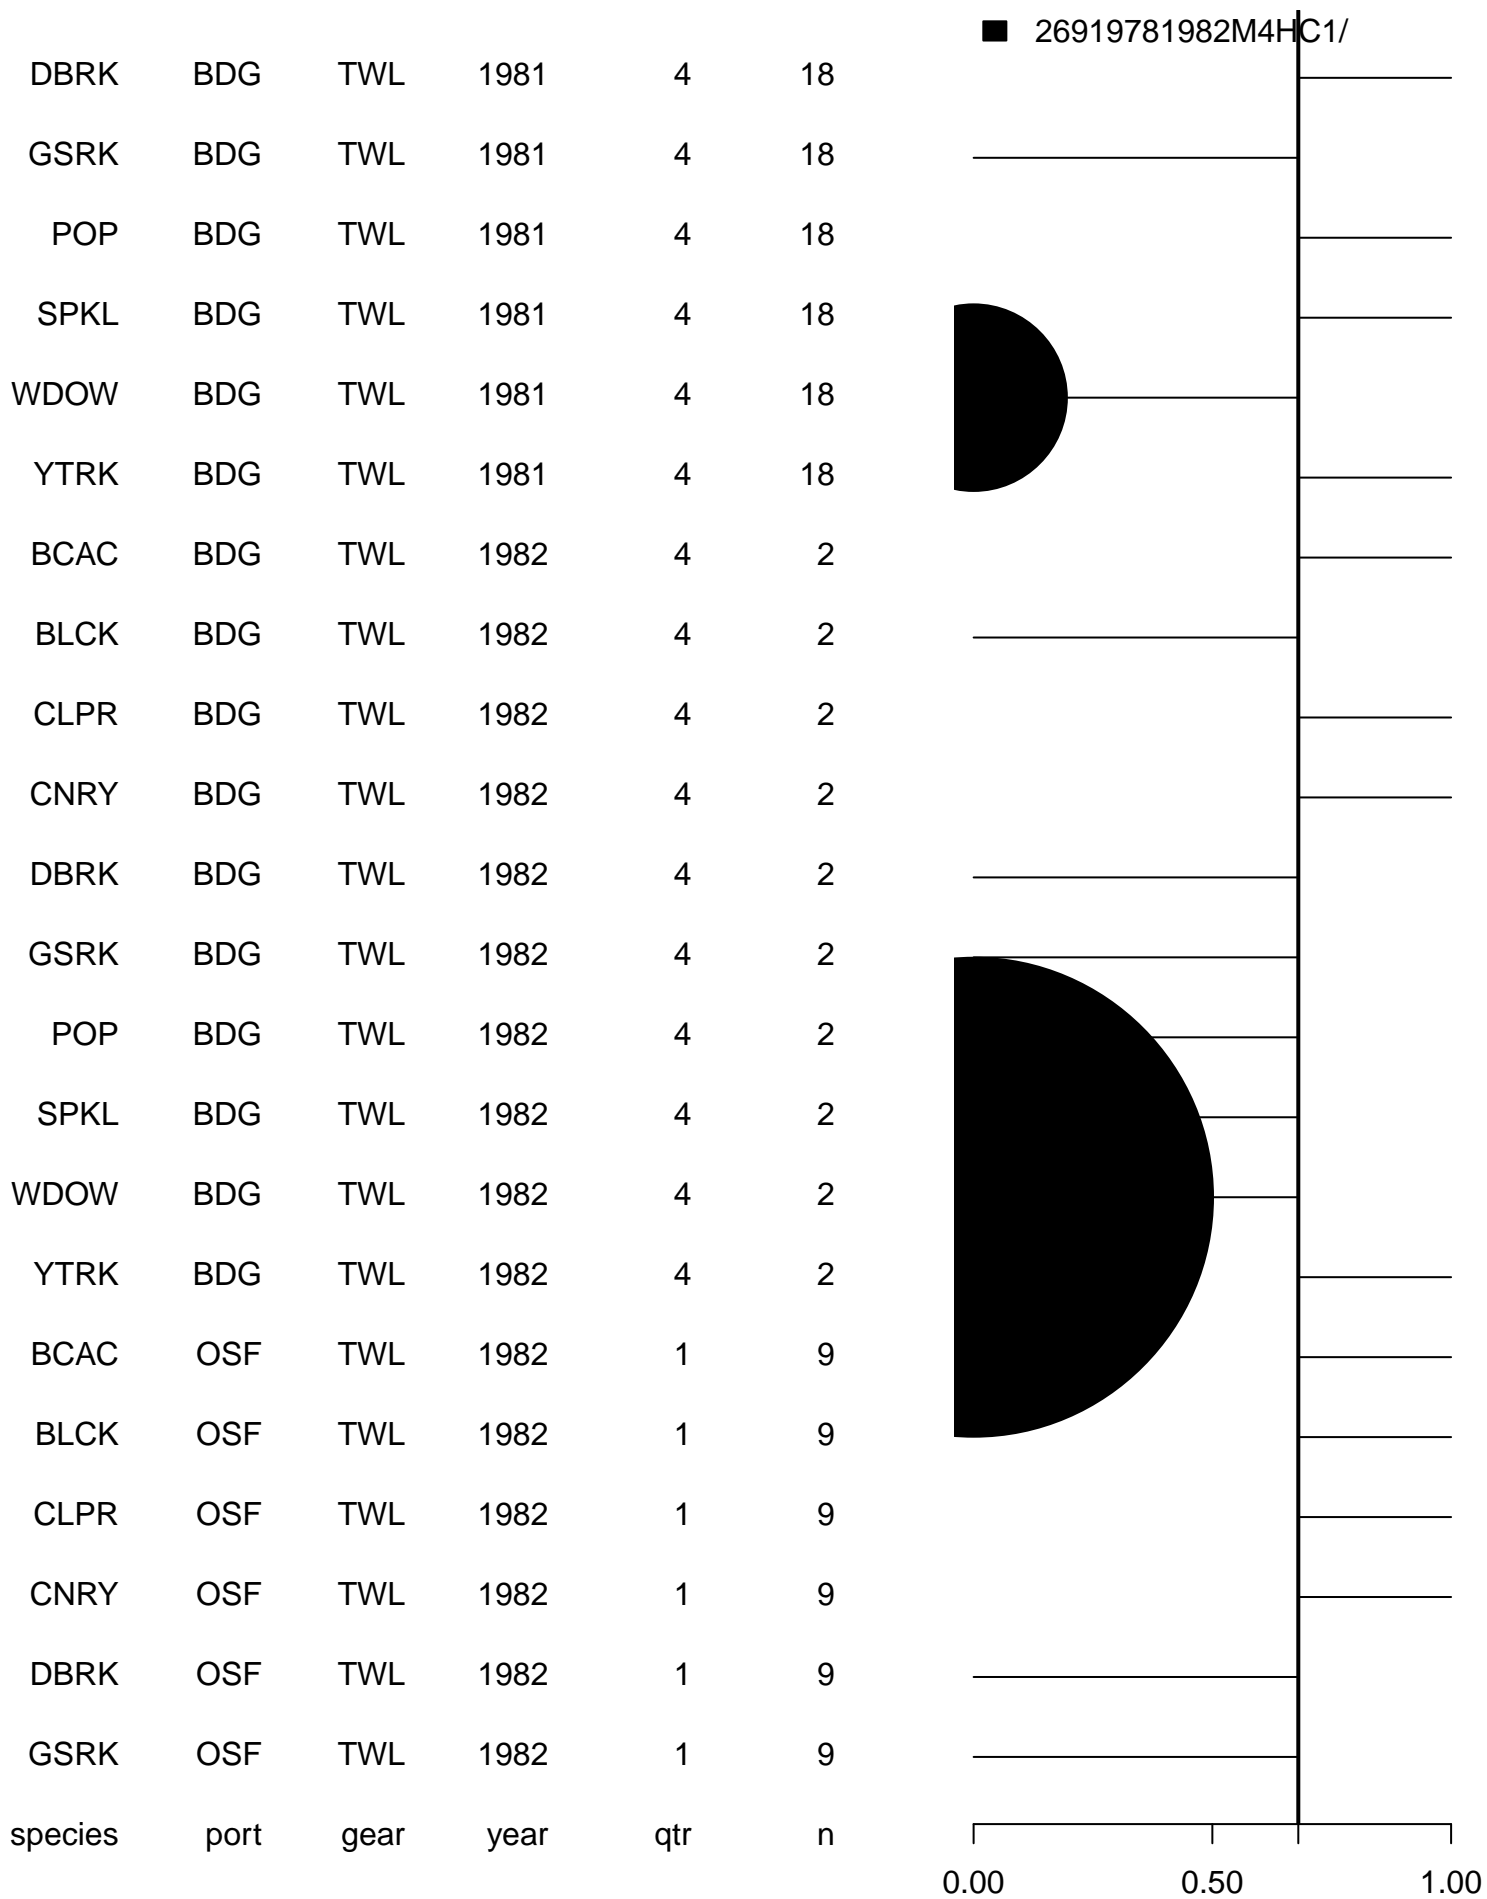 26919781982M4HC1/
DBRK BDG TWL 1981 4 18
GSRK BDG TWL 1981 4 18
POP BDG TWL 1981 4 18
SPKL BDG TWL 1981 4 18
WDOW BDG TWL 1981 4 18
YTRK BDG TWL 1981 4 18
BCAC BDG TWL 1982 4 2
BLCK BDG TWL 1982 4 2
CLPR BDG TWL 1982 4 2
CNRY BDG TWL 1982 4 2
DBRK BDG TWL 1982 4 2
GSRK BDG TWL 1982 4 2
POP BDG TWL 1982 4 2
SPKL BDG TWL 1982 4 2
WDOW BDG TWL 1982 4 2
YTRK BDG TWL 1982 4 2
BCAC OSF TWL 1982 1 9
BLCK OSF TWL 1982 1 9
CLPR OSF TWL 1982 1 9
CNRY OSF TWL 1982 1 9
DBRK OSF TWL 1982 1 9
GSRK OSF TWL 1982 1 9
species port gear year qtr n
0.00 0.50 1.00